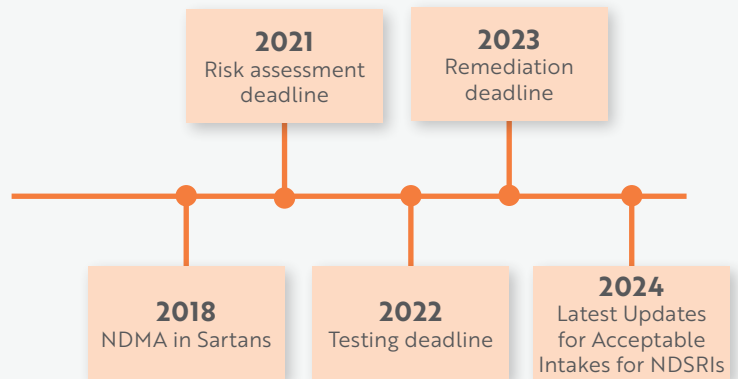 2021
Risk assessment
deadline
2023
Remediation
deadline
2018
NDMA in Sartans
2022
Testing deadline
2024
Latest Updates
for Acceptable
Intakes for NDSRIs